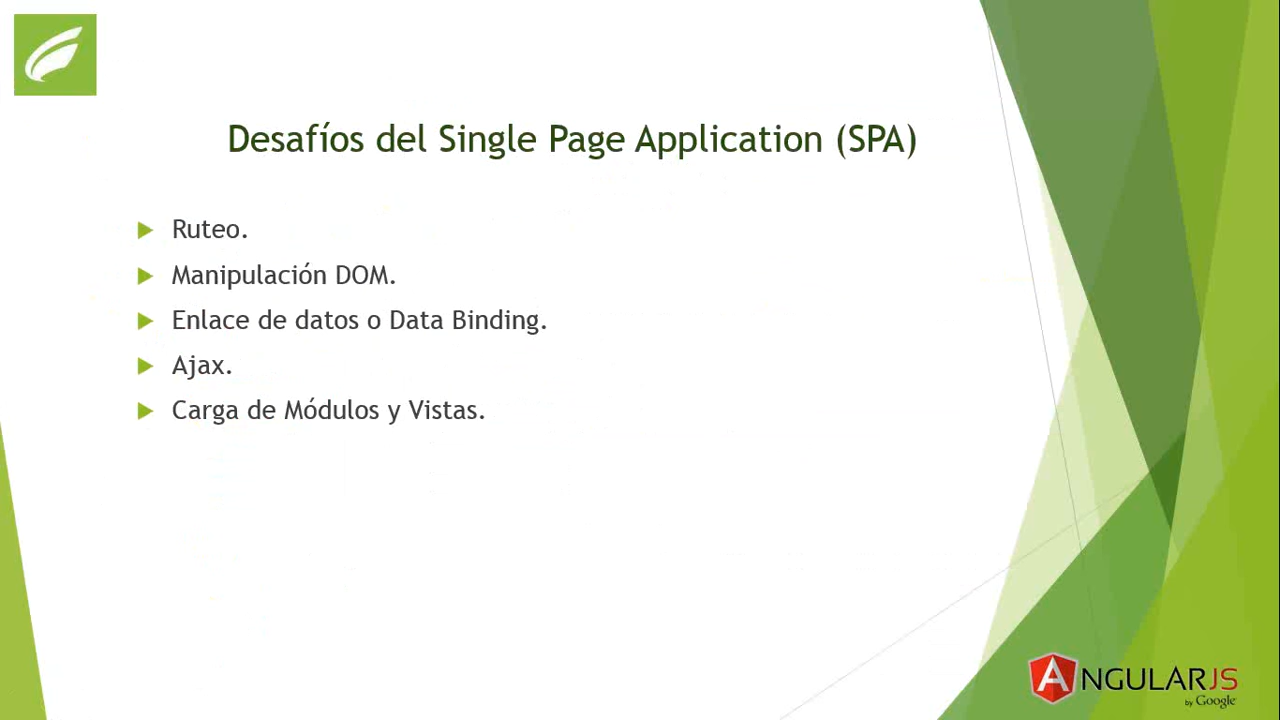 Desafíos del Single Page Application (SPA)
Ruteo.
Manipulación DOM.
Enlace de datos o Data Binding.
Ajax.
Carga de Módulos y Vistas.
ANGULARJS
by Google